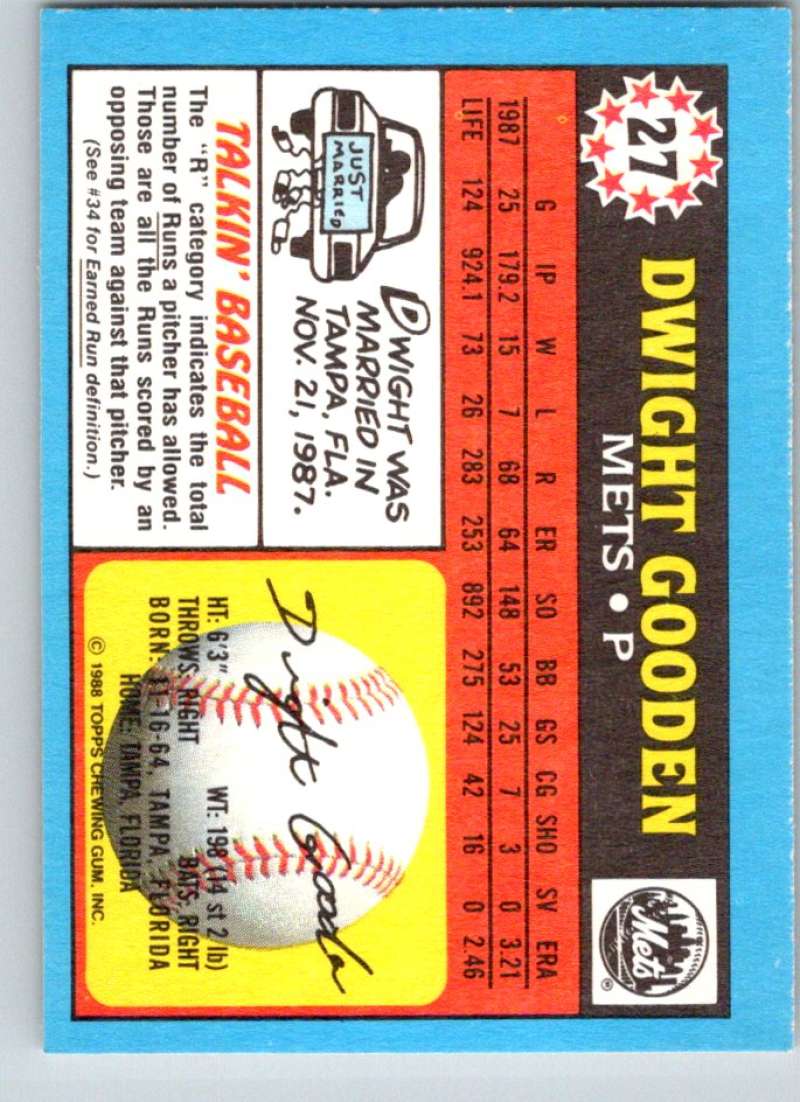 27
DWIGHT GOODEN
METS • P
Mets
®
G IP W L R ER SO BB GS CG SHO SV ERA
1987 25 179.2 15 7 68 64 148 53 25 7 3 0 3.21
LIFE 124 924.1 73 26 283 253 892 275 124 42 16 0 2.46
JUST
MARRIED
DWIGHT WAS
MARRIED IN
TAMPA, FLA.
NOV. 21, 1987.
TALKIN' BASEBALL
The "R" category indicates the total
number of Runs a pitcher has allowed.
Those are all the Runs scored by an
opposing team against that pitcher.
(See #34 for Earned Run definition.)
Dwight Gooden
HT: 6'3" WT: 198 (14 st 2 lb)
THROWS: RIGHT BATS: RIGHT
BORN: 11-16-64, TAMPA, FLORIDA
HOME: TAMPA, FLORIDA
© 1988 TOPPS CHEWING GUM, INC.